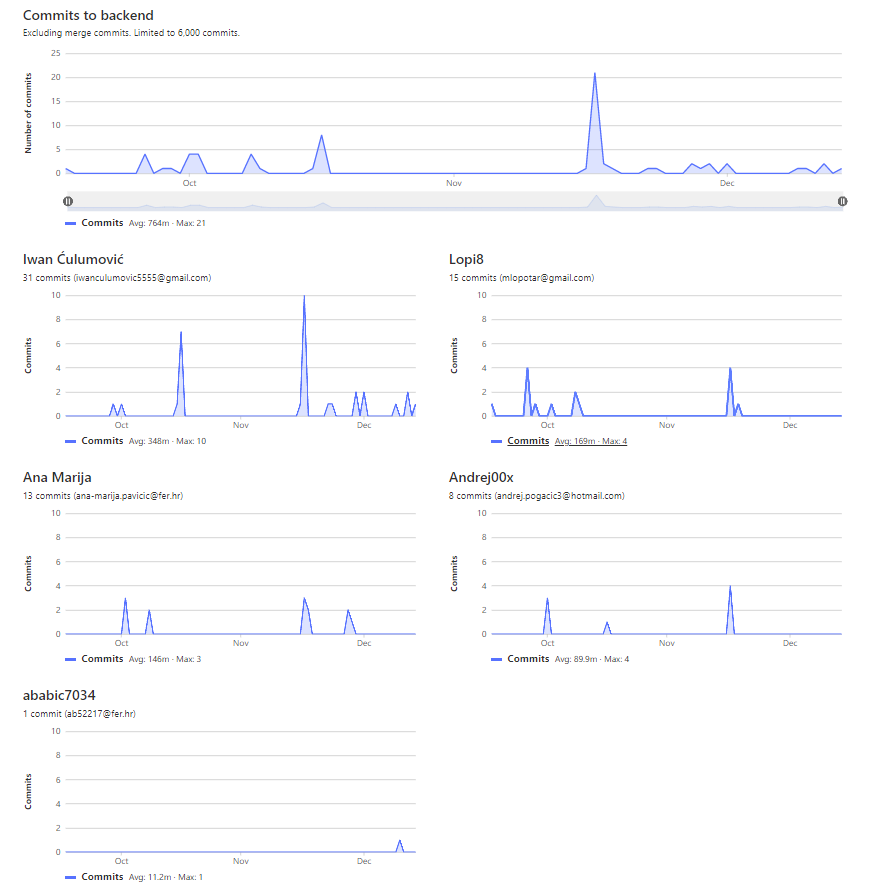 Commits to backend
Excluding merge commits. Limited to 6,000 commits.
25
20
15
10
5
0
Number of commits
Oct
Nov
Dec
Commits Avg: 764m · Max: 21
Iwan Ćulumović
31 commits (iwanculumovic5555@gmail.com)
10
8
6
4
2
0
Commits
Oct
Nov
Dec
Commits Avg: 348m · Max: 10
Lopi8
15 commits (mlopotar@gmail.com)
10
8
6
4
2
0
Commits
Oct
Nov
Dec
Commits Avg: 169m · Max: 4
Ana Marija
13 commits (ana-marija.pavicic@fer.hr)
10
8
6
4
2
0
Commits
Oct
Nov
Dec
Commits Avg: 146m · Max: 3
Andrej00x
8 commits (andrej.pogacic3@hotmail.com)
10
8
6
4
2
0
Commits
Oct
Nov
Dec
Commits Avg: 89.9m · Max: 4
ababic7034
1 commit (ab52217@fer.hr)
10
8
6
4
2
0
Commits
Oct
Nov
Dec
Commits Avg: 11.2m · Max: 1